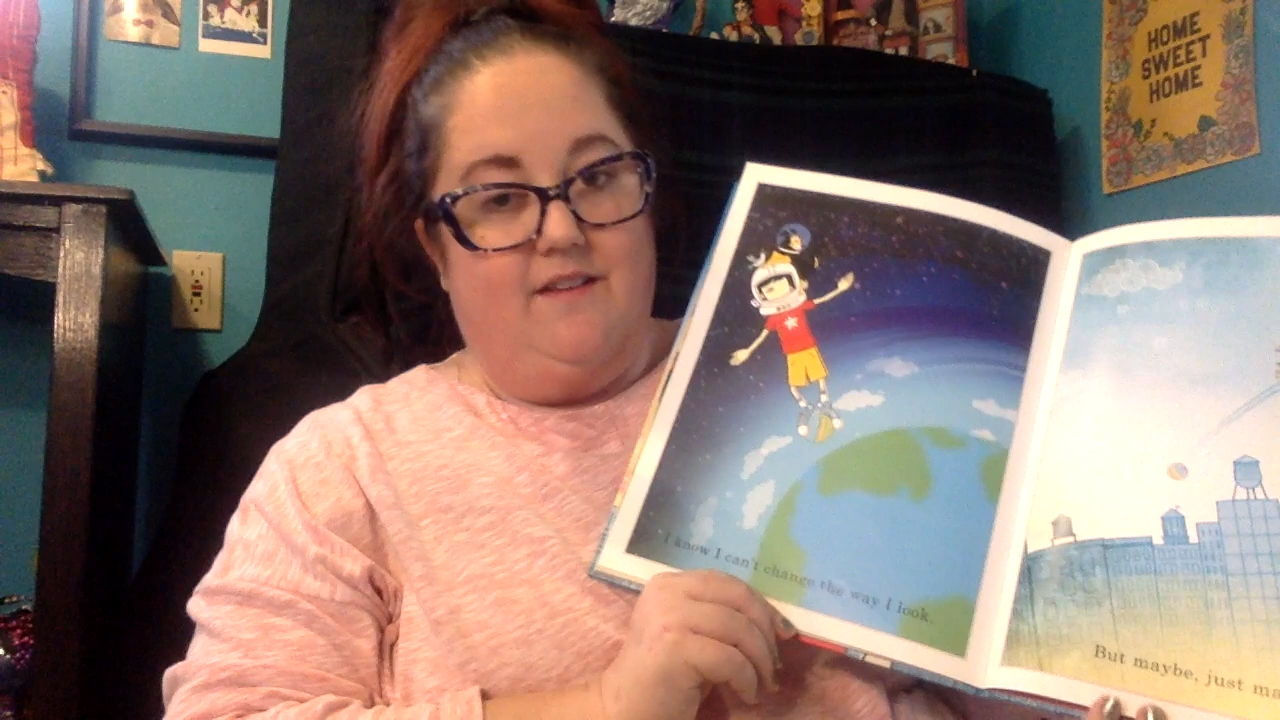 HOME
SWEET
HOME
I know I can't change the way I look.
But maybe, just